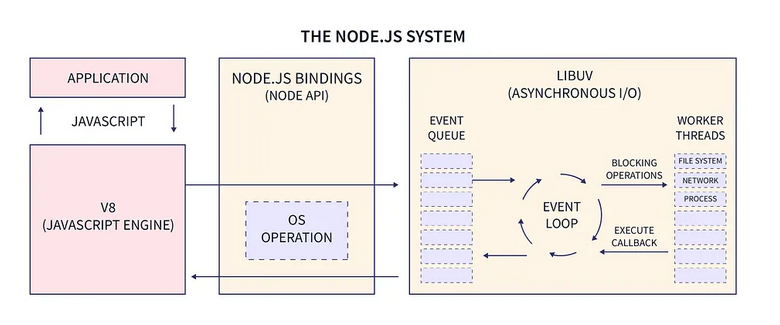 THE NODE.JS SYSTEM
APPLICATION
JAVASCRIPT
V8
(JAVASCRIPT ENGINE)
NODE.JS BINDINGS
(NODE API)
OS
OPERATION
LIBUV
(ASYNCHRONOUS I/O)
EVENT
QUEUE
EVENT
LOOP
BLOCKING
OPERATIONS
EXECUTE
CALLBACK
WORKER
THREADS
FILE SYSTEM
NETWORK
PROCESS